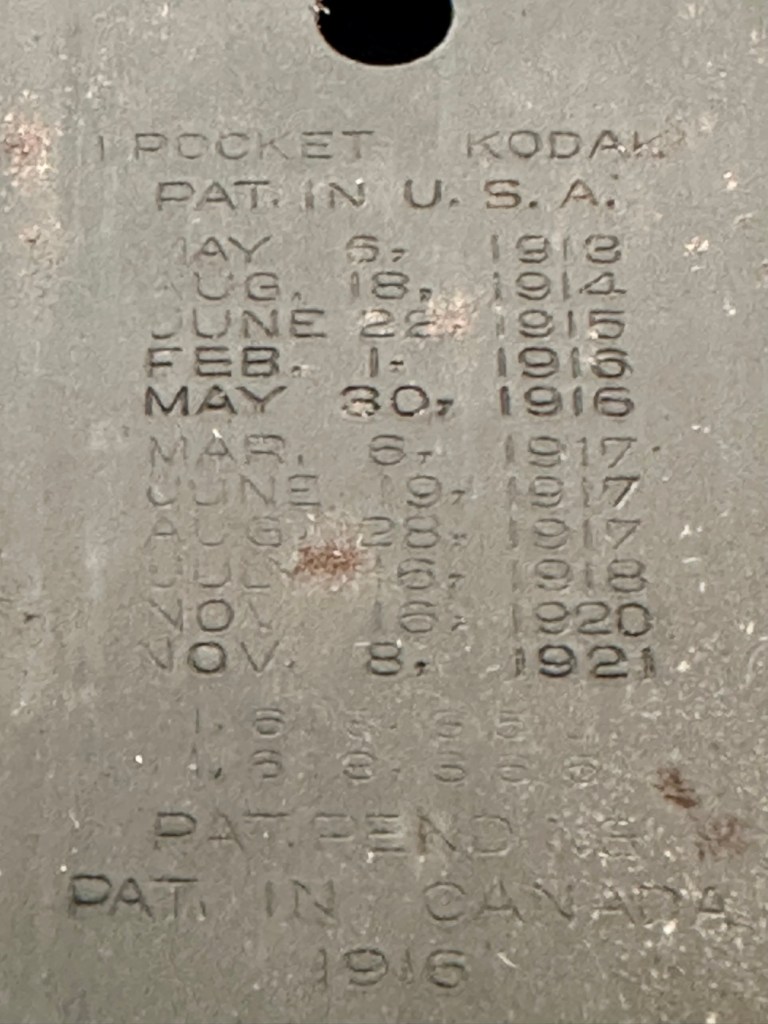 1 POCKET KODAK
PAT. IN U. S. A.
MAY 6, 1913
AUG. 18, 1914
JUNE 22, 1915
FEB. 1, 1916
MAY 30, 1916
MAR. 6, 1917
JUNE 19, 1917
AUG. 28, 1917
JULY 16, 1918
NOV. 16, 1920
NOV. 8, 1921
PAT. PENDING
PAT. IN CANADA
1916